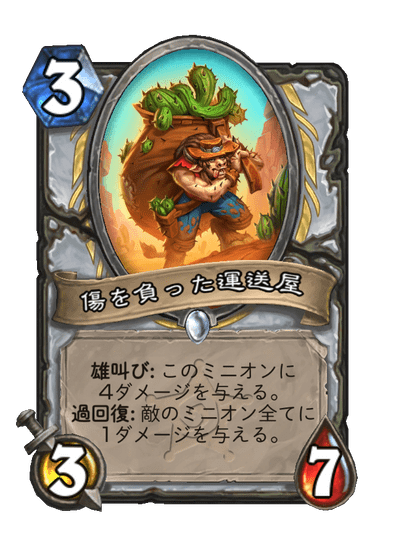 3
傷を負った運送屋
雄叫び: このミニオンに
4ダメージを与える。
過回復: 敵のミニオン全てに
1ダメージを与える。
3
7